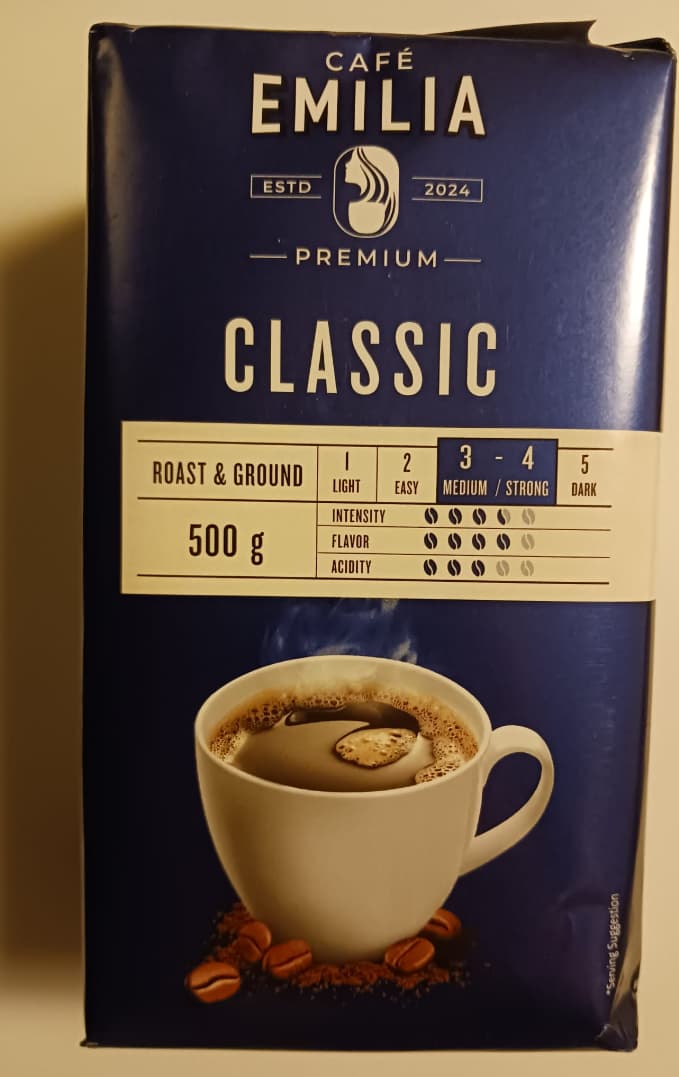 CAFÉ
EMILIA
ESTD 2024
PREMIUM
CLASSIC
ROAST & GROUND
500 g
1 2 3 - 4 5
LIGHT EASY MEDIUM / STRONG DARK
INTENSITY
FLAVOR
ACIDITY
*Serving Suggestion